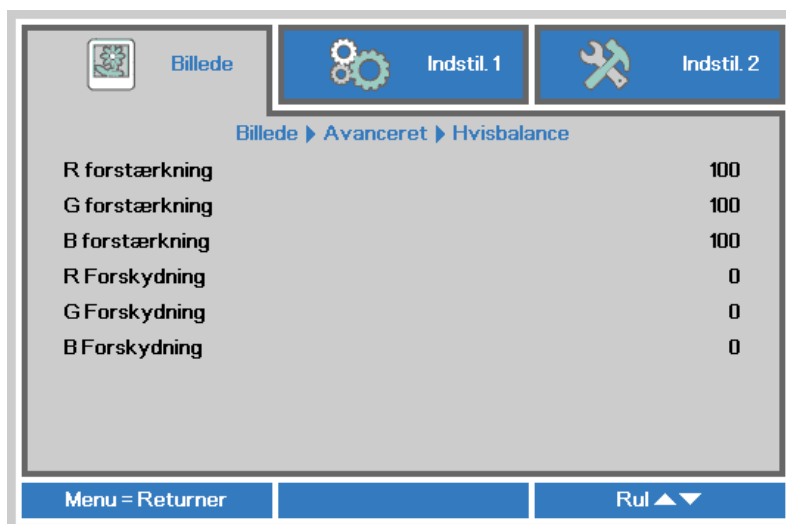 Billede Indstil. 1 Indstil. 2
Billede ▶ Avanceret ▶ Hvisbalance
R forstærkning 100
G forstærkning 100
B forstærkning 100
R Forskydning 0
G Forskydning 0
B Forskydning 0
Menu = Returner Rul ▲▼